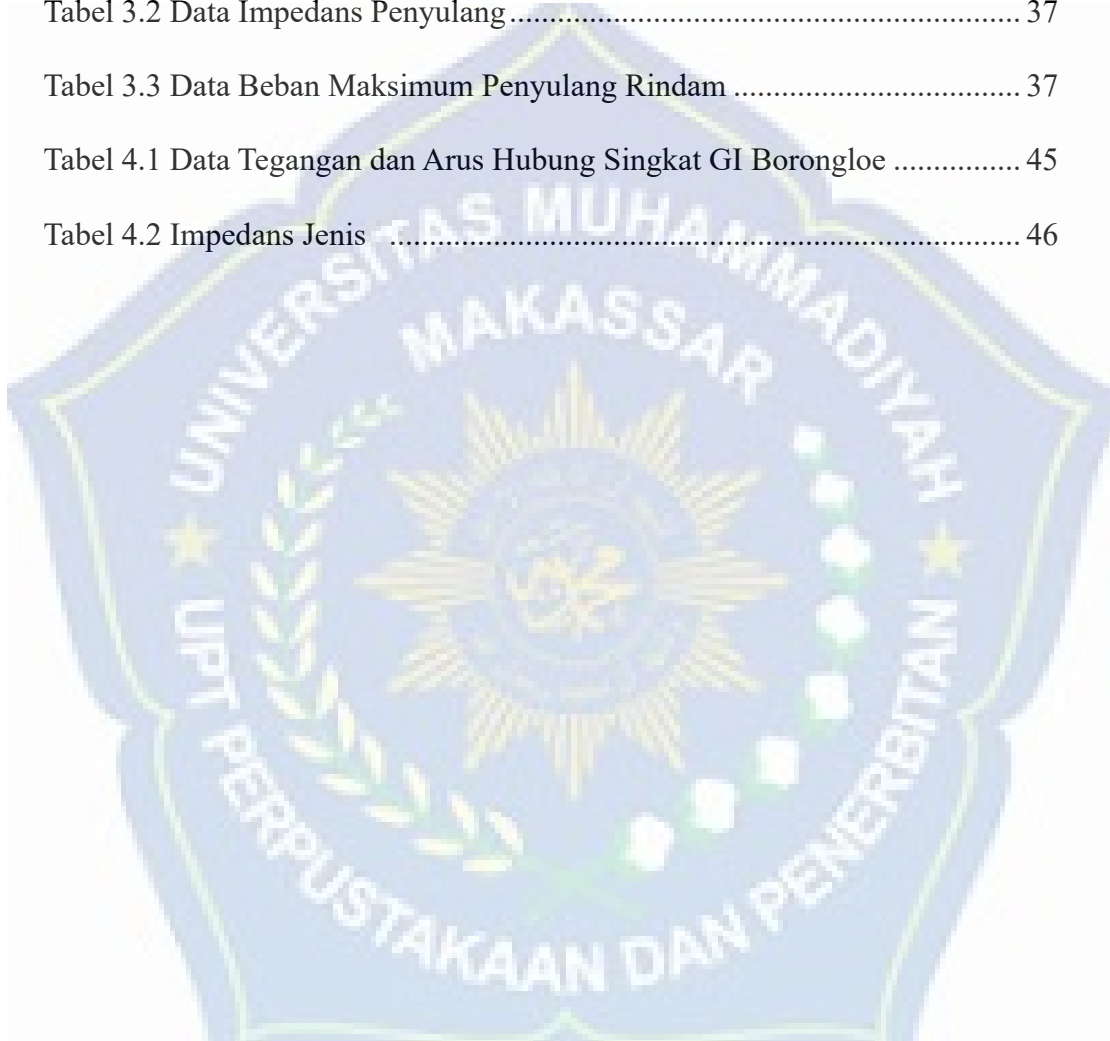 Tabel 3.2 Data Impedans Penyulang........................................................... 37
Tabel 3.3 Data Beban Maksimum Penyulang Rindam .................................... 37
Tabel 4.1 Data Tegangan dan Arus Hubung Singkat GI Borongloe ................ 45
Tabel 4.2 Impedans Jenis ............................................................................... 46
UNIVERSITAS MUHAMMADIYAH
MAKASSAR
UPT PERPUSTAKAAN DAN PENERBITAN